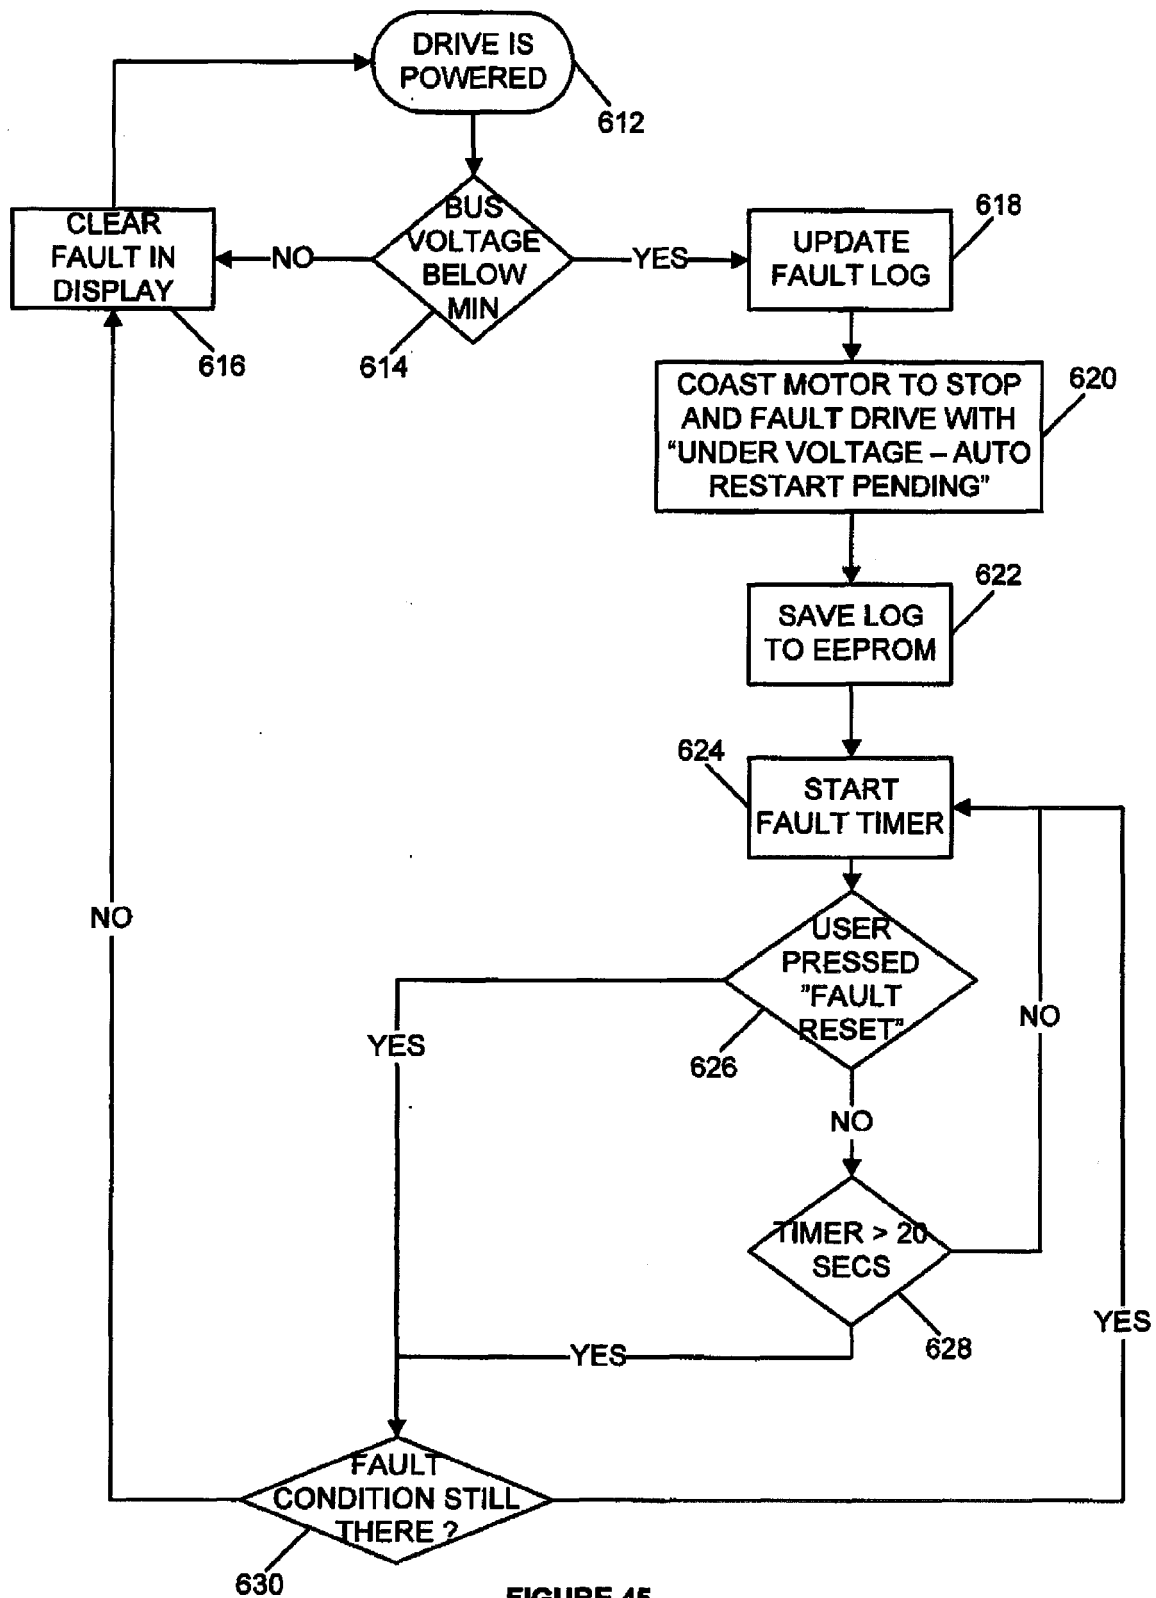 DRIVE IS
POWERED
612
CLEAR
FAULT IN
DISPLAY
616
NO
BUS
VOLTAGE
BELOW
MIN
614
YES
UPDATE
FAULT LOG
618
COAST MOTOR TO STOP
AND FAULT DRIVE WITH
“UNDER VOLTAGE – AUTO
RESTART PENDING”
620
SAVE LOG
TO EEPROM
622
624
START
FAULT TIMER
NO
USER
PRESSED
”FAULT
RESET”
626
YES
NO
NO
TIMER > 20
SECS
628
YES
YES
FAULT
CONDITION STILL
THERE ?
630
FIGURE 45